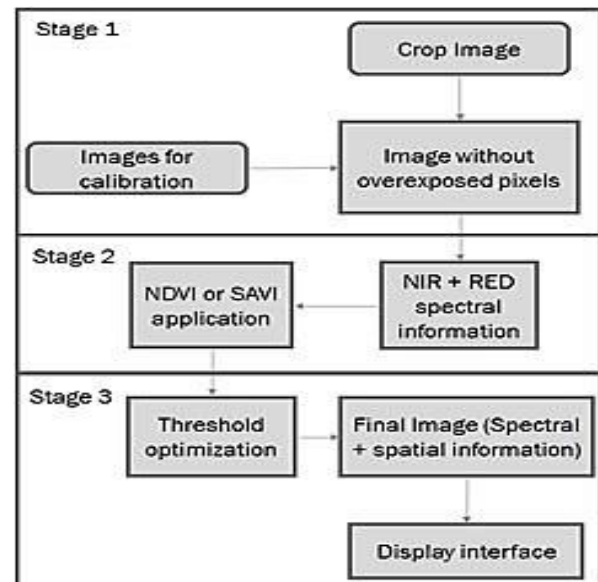 Stage 1
Crop Image
Images for
calibration
Image without
overexposed pixels
Stage 2
NDVI or SAVI
application
NIR + RED
spectral
information
Stage 3
Threshold
optimization
Final Image (Spectral
+ spatial information)
Display interface